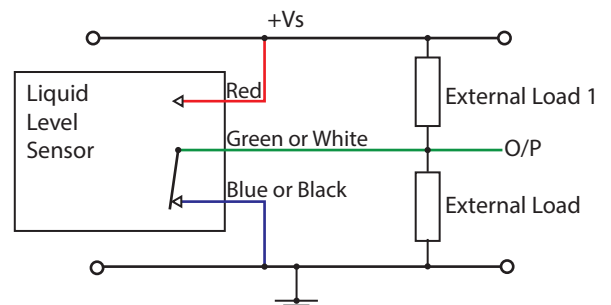 +Vs
Liquid
Level
Sensor
Red
External Load 1
Green or White
O/P
Blue or Black
External Load